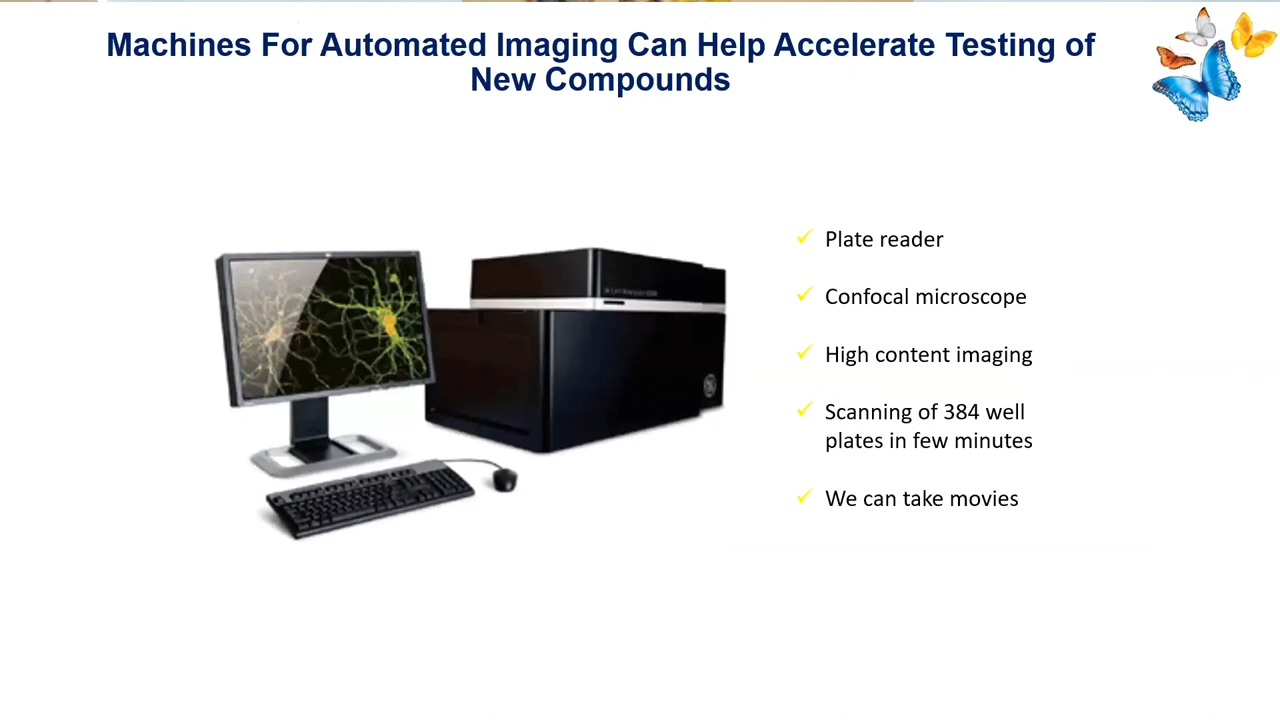 Machines For Automated Imaging Can Help Accelerate Testing of
New Compounds
Plate reader
Confocal microscope
High content imaging
Scanning of 384 well
plates in few minutes
We can take movies